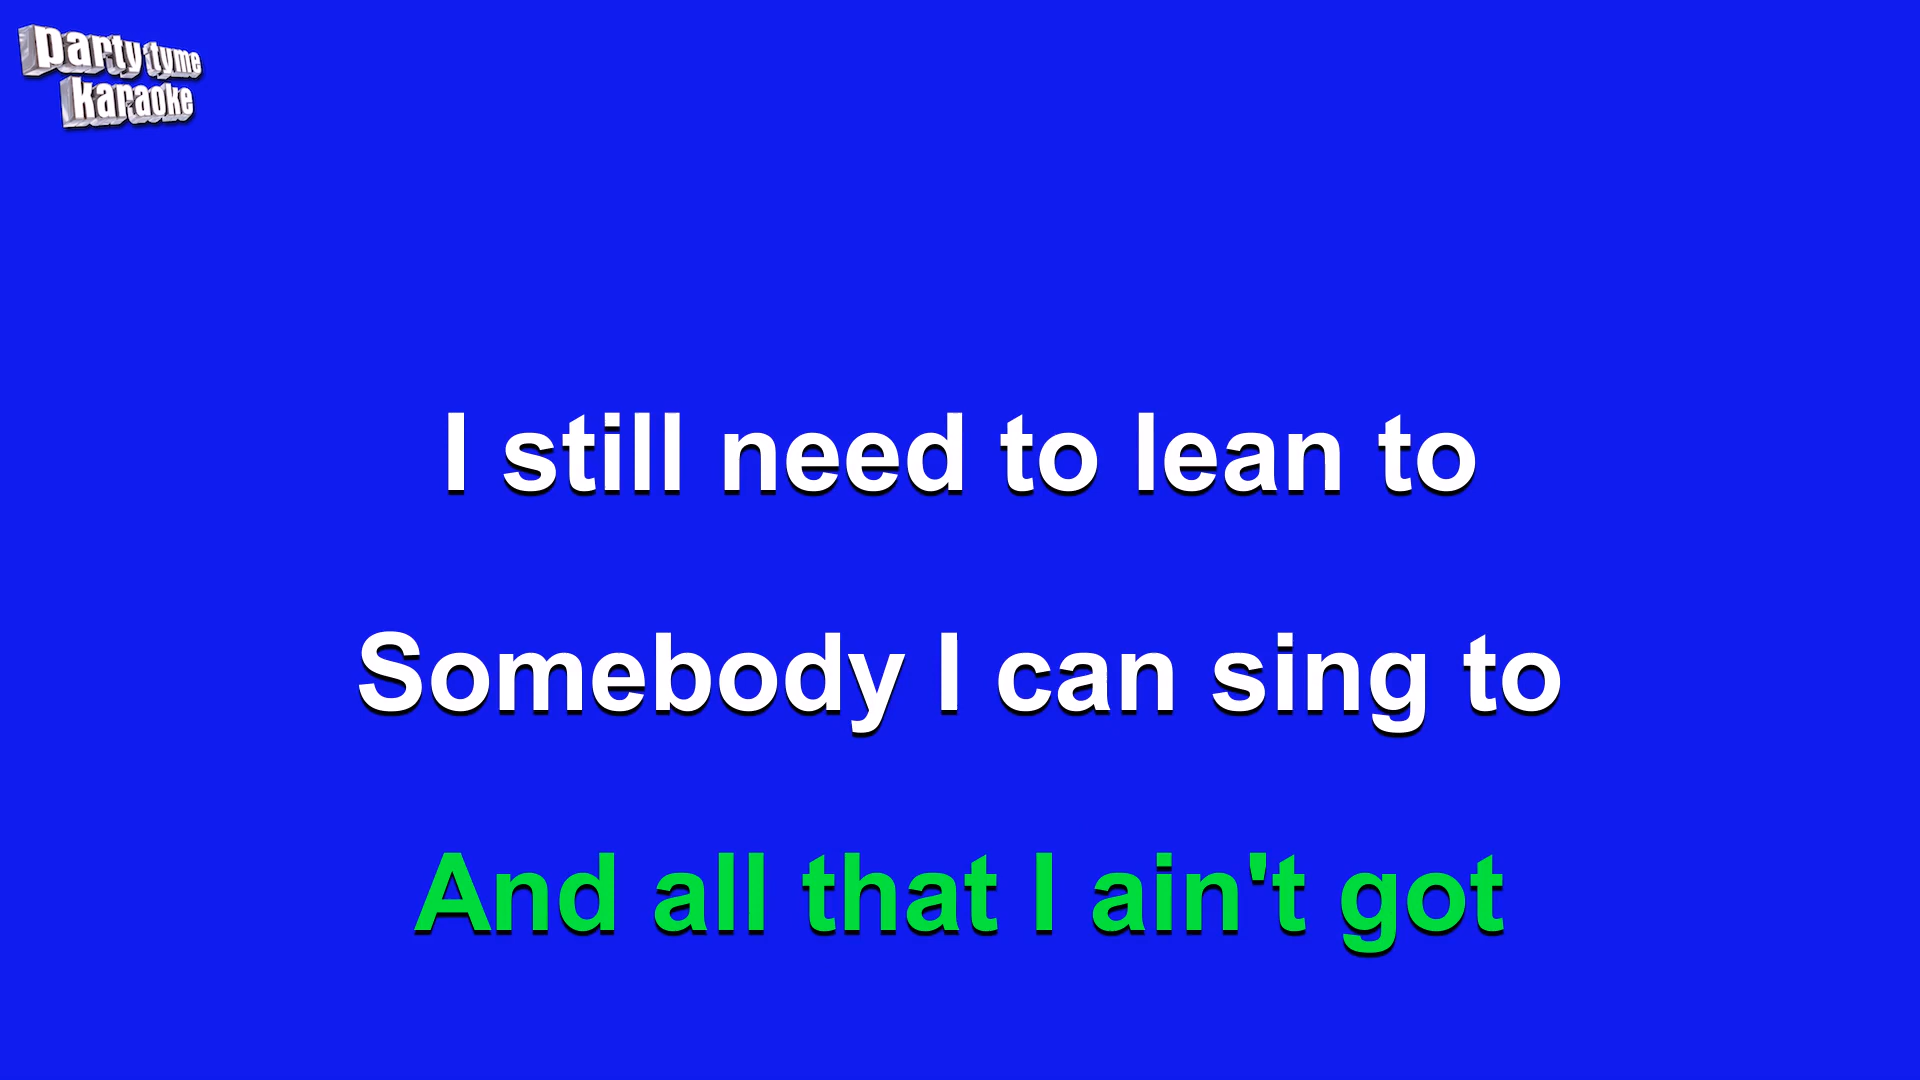 party tyme
karaoke
I still need to lean to
Somebody I can sing to
And all that I ain't got